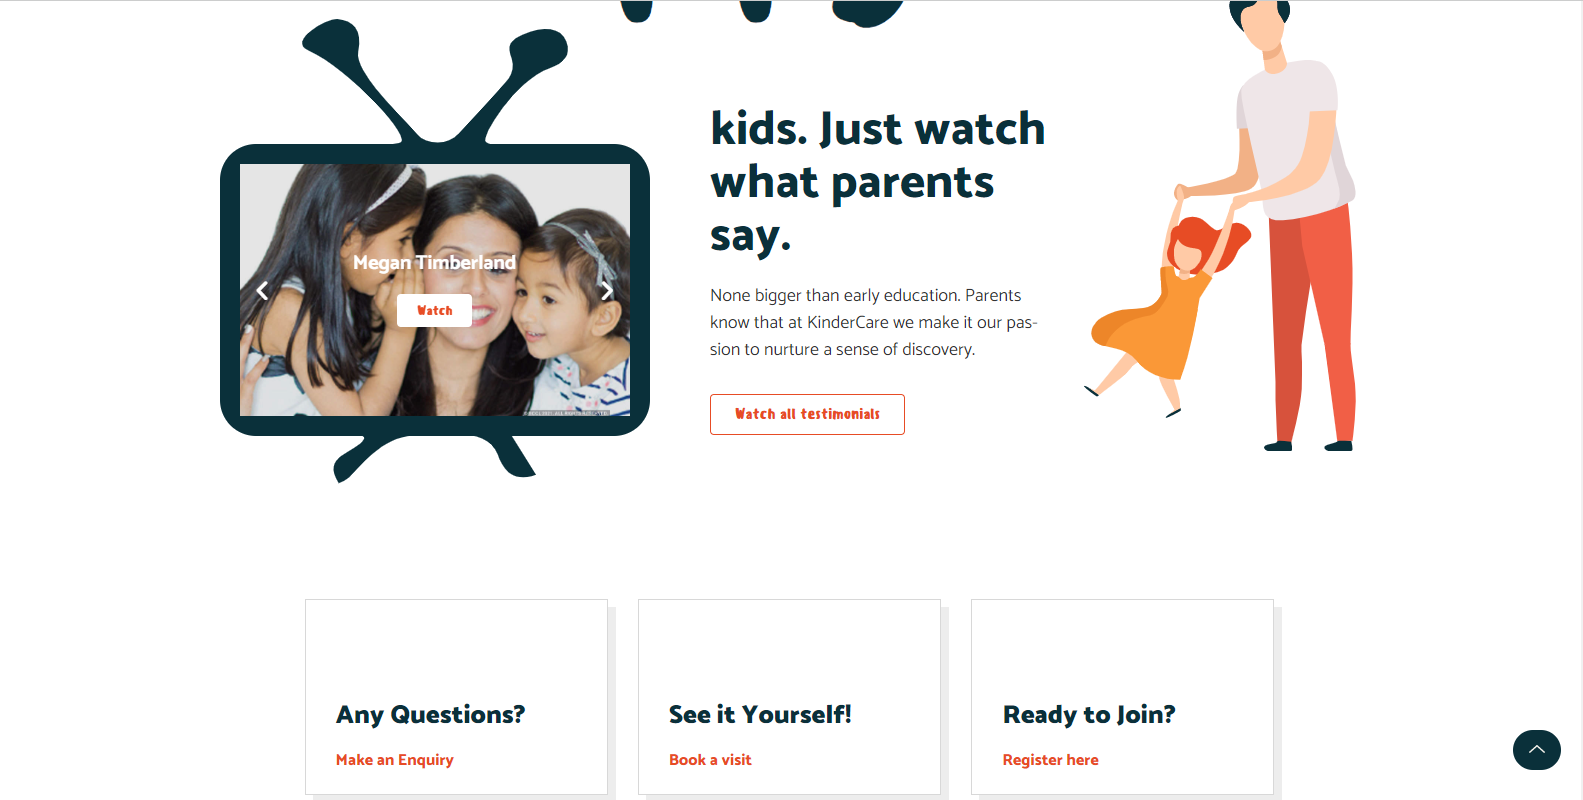 Megan Timberland
Watch
kids. Just watch
what parents
say.
None bigger than early education. Parents
know that at KinderCare we make it our pas-
sion to nurture a sense of discovery.
Watch all testimonials
Any Questions?
Make an Enquiry
See it Yourself!
Book a visit
Ready to Join?
Register here